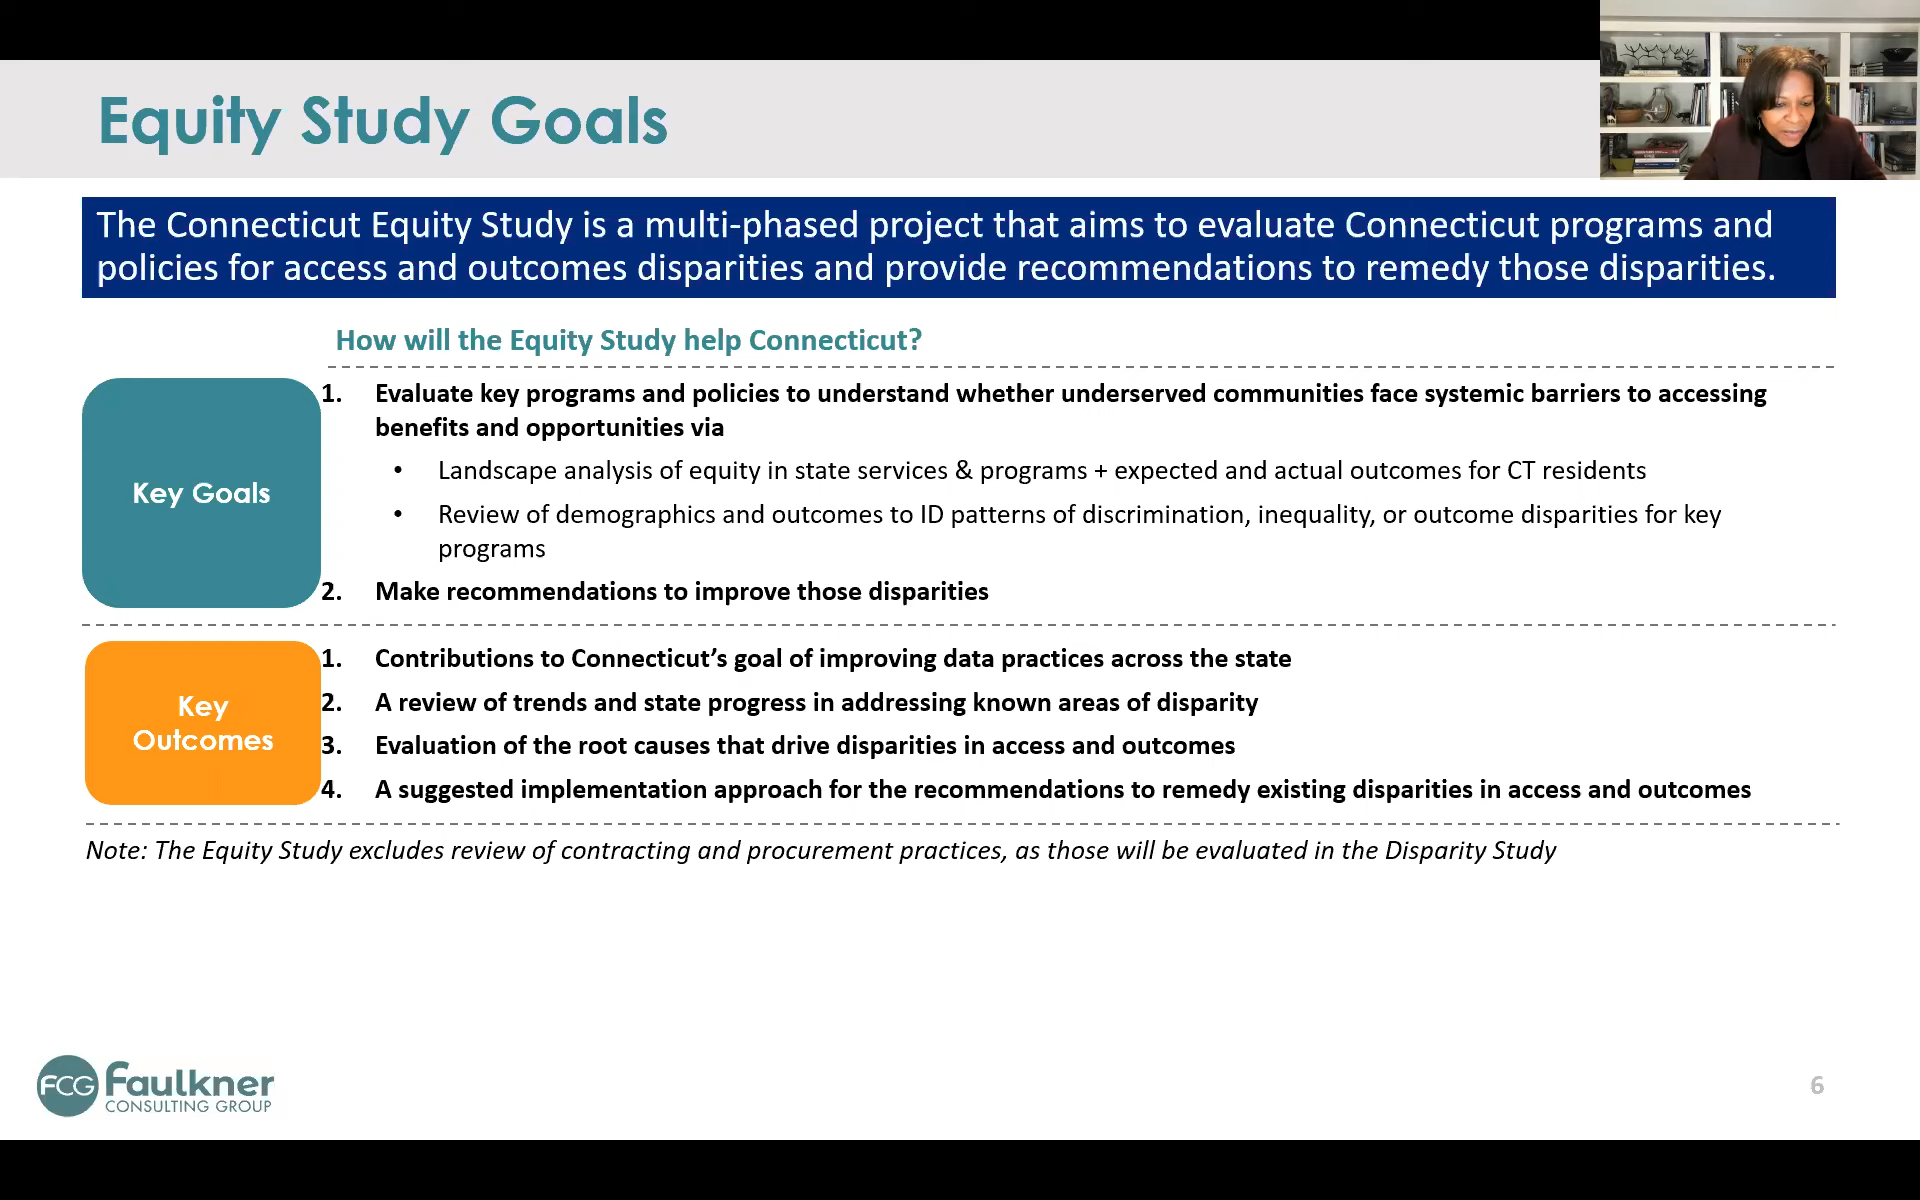 Equity Study Goals
The Connecticut Equity Study is a multi-phased project that aims to evaluate Connecticut programs and
policies for access and outcomes disparities and provide recommendations to remedy those disparities.
How will the Equity Study help Connecticut?
Key Goals
1. Evaluate key programs and policies to understand whether underserved communities face systemic barriers to accessing
benefits and opportunities via
• Landscape analysis of equity in state services & programs + expected and actual outcomes for CT residents
• Review of demographics and outcomes to ID patterns of discrimination, inequality, or outcome disparities for key
programs
2. Make recommendations to improve those disparities
Key
Outcomes
1. Contributions to Connecticut’s goal of improving data practices across the state
2. A review of trends and state progress in addressing known areas of disparity
3. Evaluation of the root causes that drive disparities in access and outcomes
4. A suggested implementation approach for the recommendations to remedy existing disparities in access and outcomes
Note: The Equity Study excludes review of contracting and procurement practices, as those will be evaluated in the Disparity Study
FCG Faulkner
CONSULTING GROUP
6